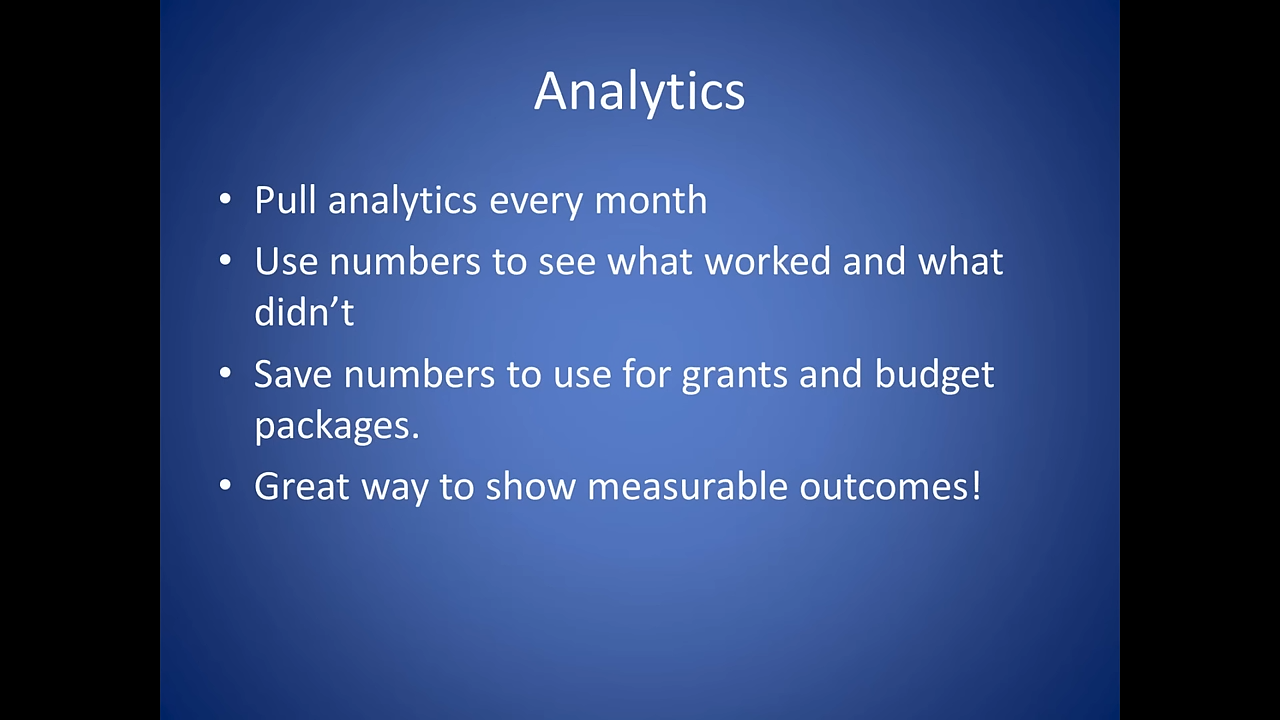 Analytics
• Pull analytics every month
• Use numbers to see what worked and what
didn’t
• Save numbers to use for grants and budget
packages.
• Great way to show measurable outcomes!